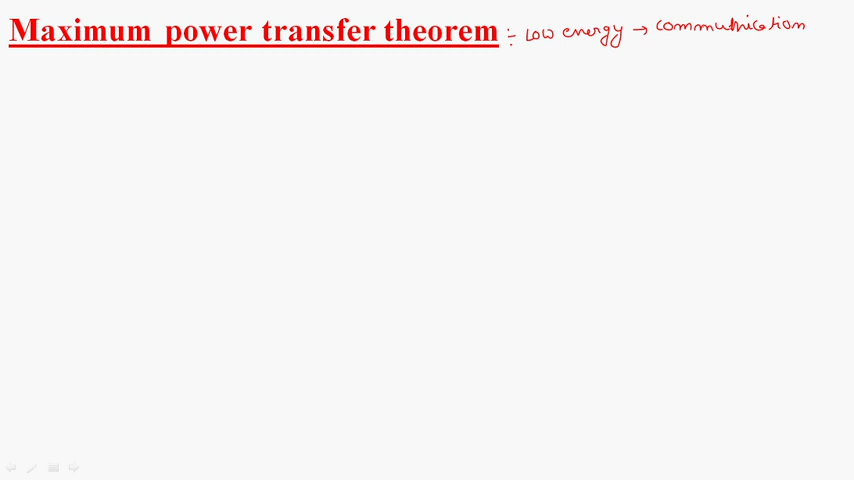 Maximum power transfer theorem ÷ Low energy → communication